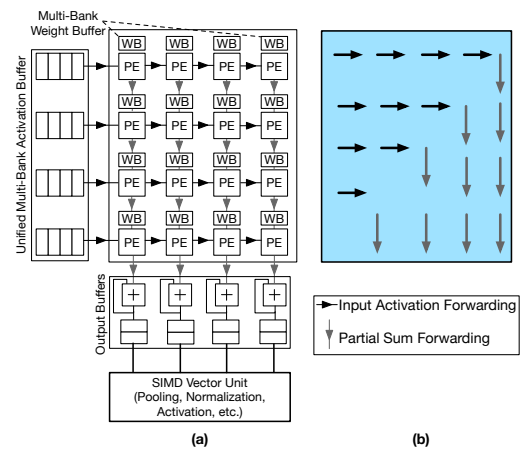 Multi-Bank
Weight Buffer
Unified Multi-Bank Activation Buffer
WB WB WB WB
PE PE PE PE
WB WB WB WB
PE PE PE PE
WB WB WB WB
PE PE PE PE
WB WB WB WB
PE PE PE PE
Output Buffers
+ + + +
SIMD Vector Unit
(Pooling, Normalization,
Activation, etc.)
(a)
Input Activation Forwarding
Partial Sum Forwarding
(b)